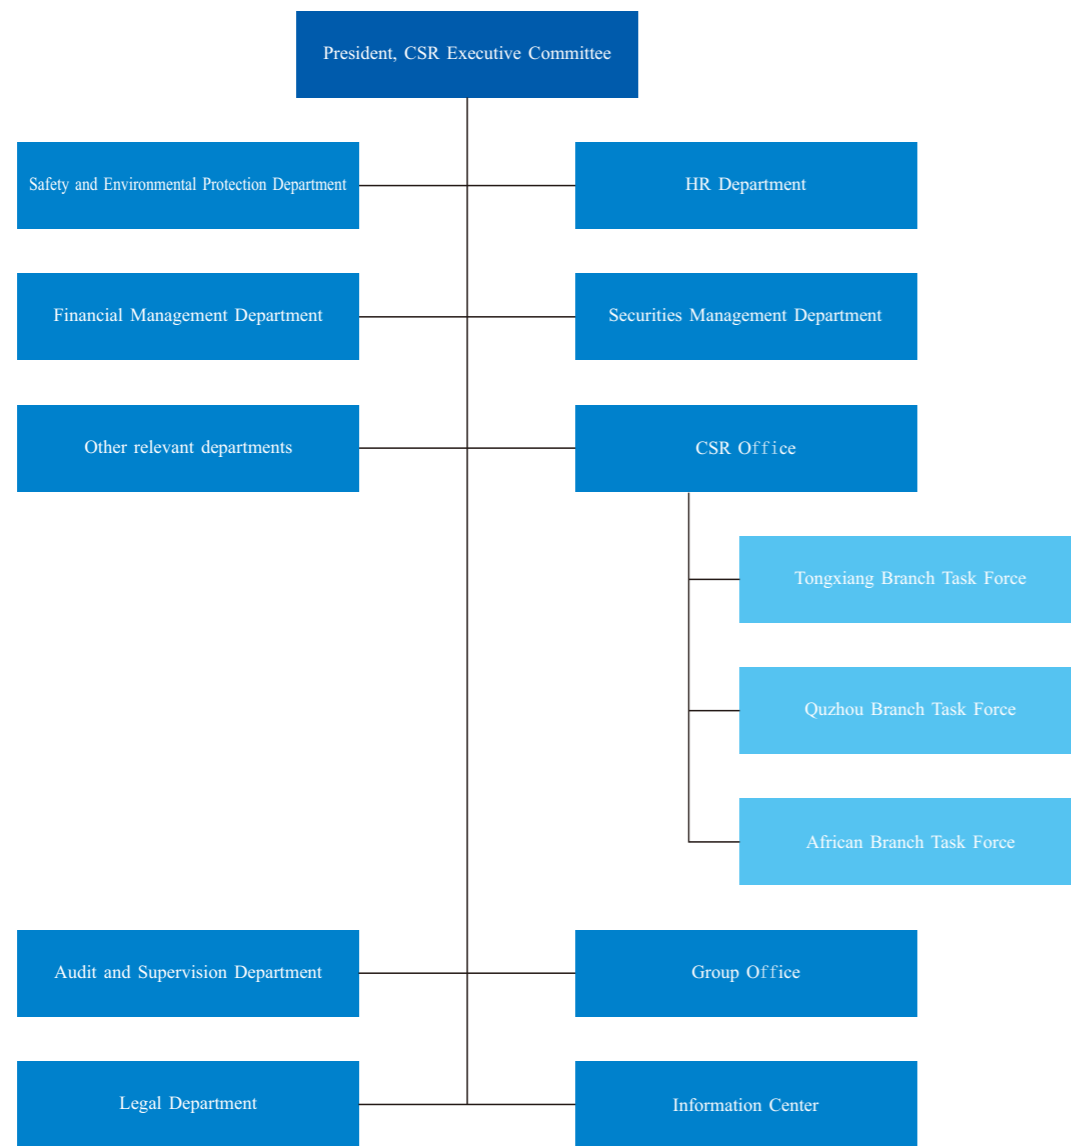 President, CSR Executive Committee
Safety and Environmental Protection Department
HR Department
Financial Management Department
Securities Management Department
Other relevant departments
CSR Office
Tongxiang Branch Task Force
Quzhou Branch Task Force
African Branch Task Force
Audit and Supervision Department
Group Office
Legal Department
Information Center